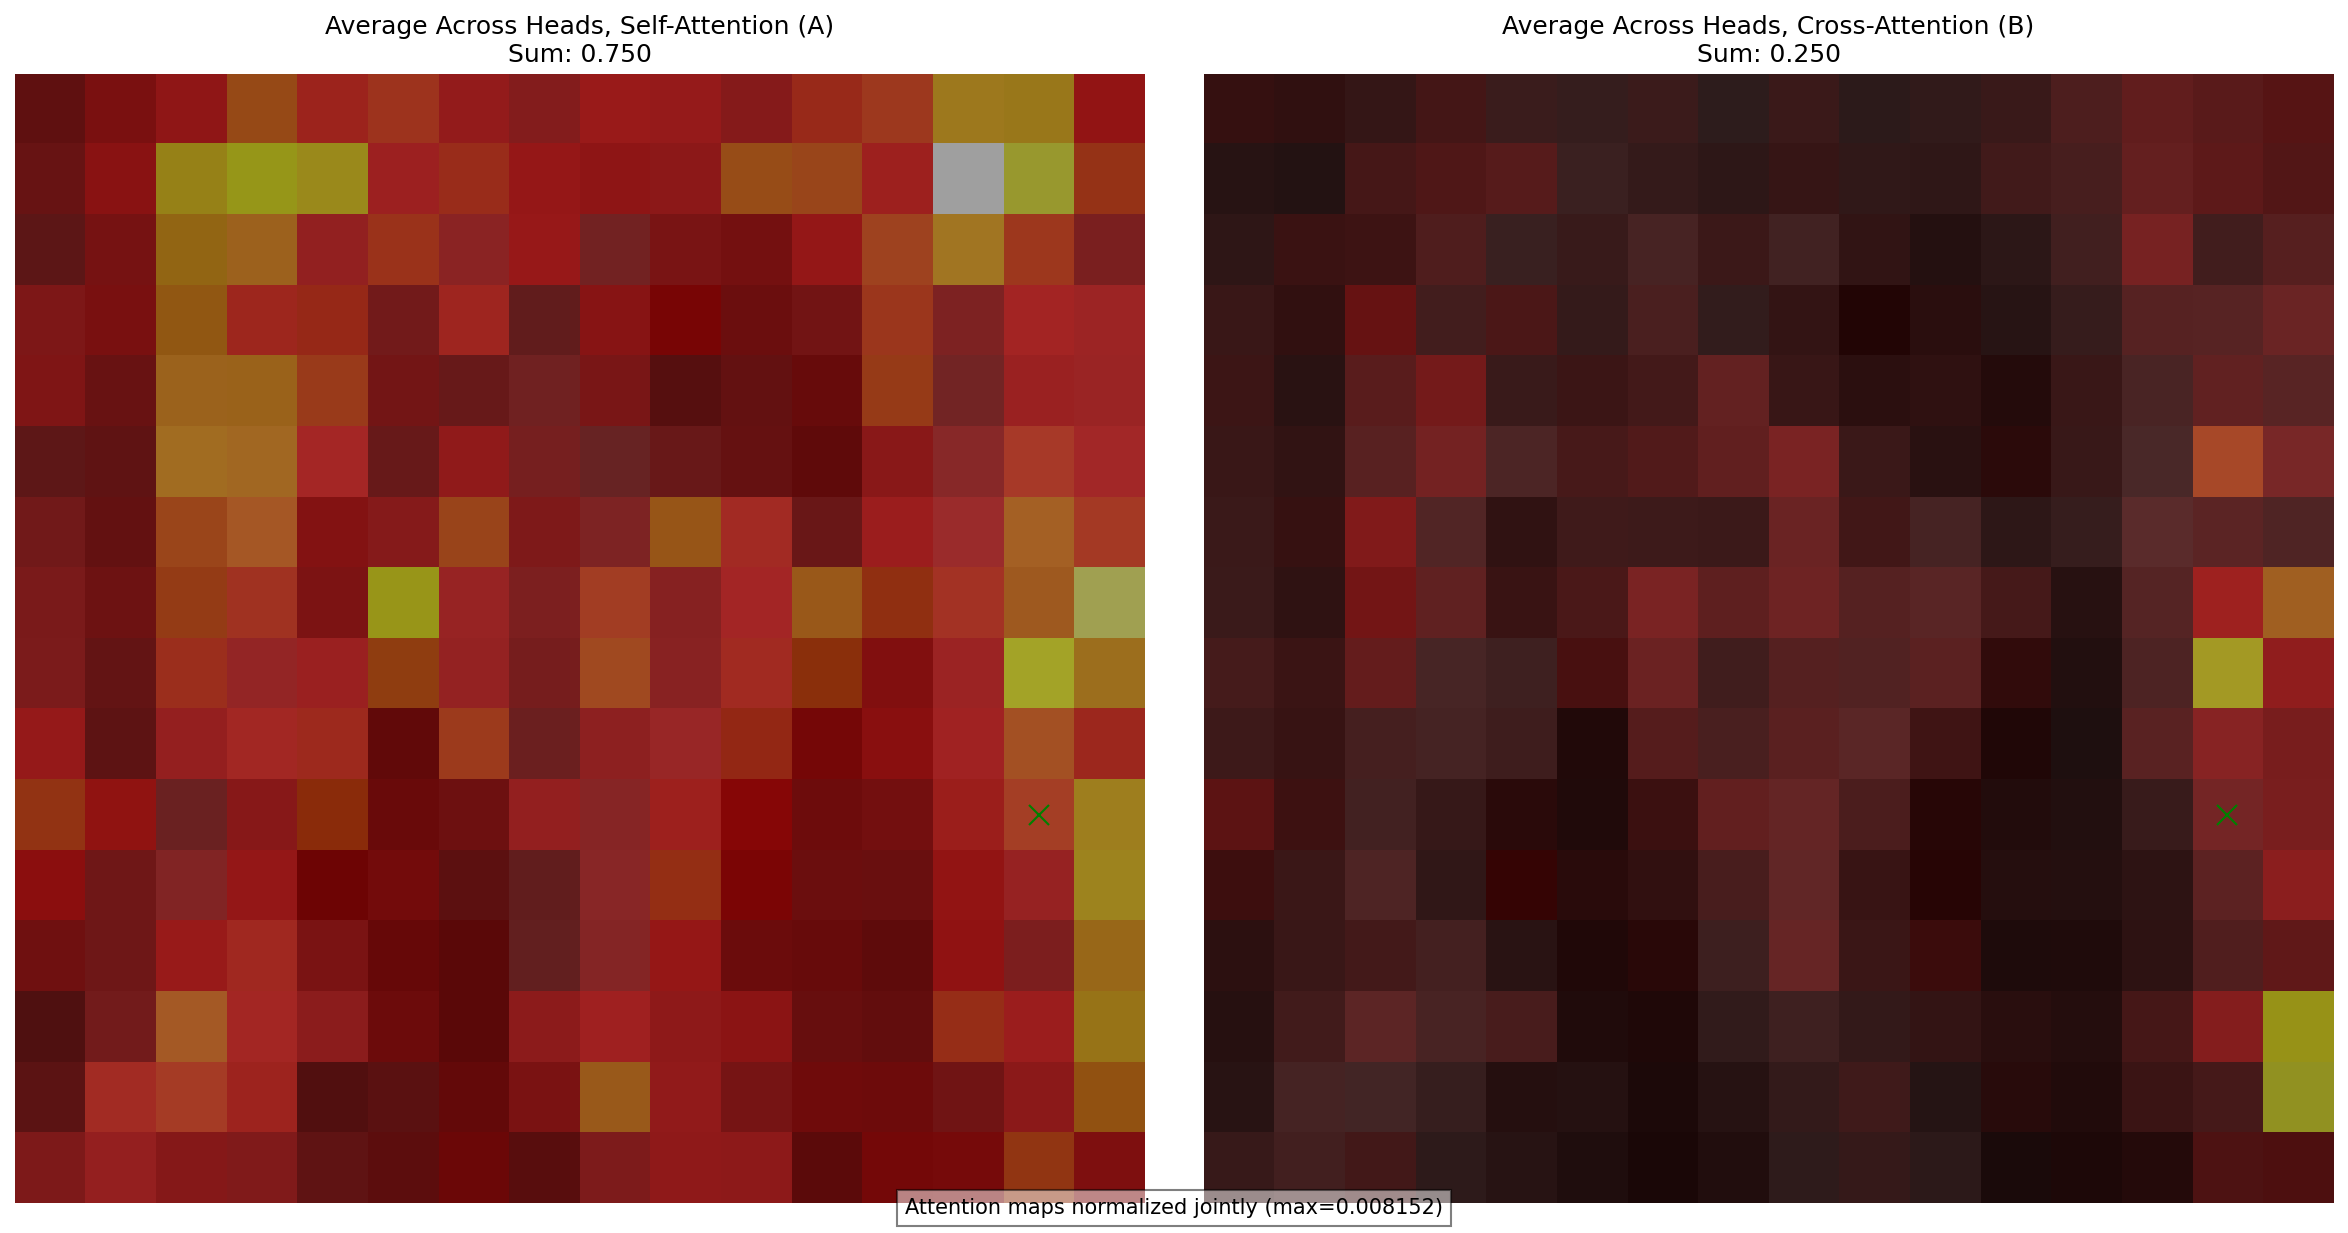 Average Across Heads, Self-Attention (A)
Sum: 0.750
Average Across Heads, Cross-Attention (B)
Sum: 0.250
Attention maps normalized jointly (max=0.008152)